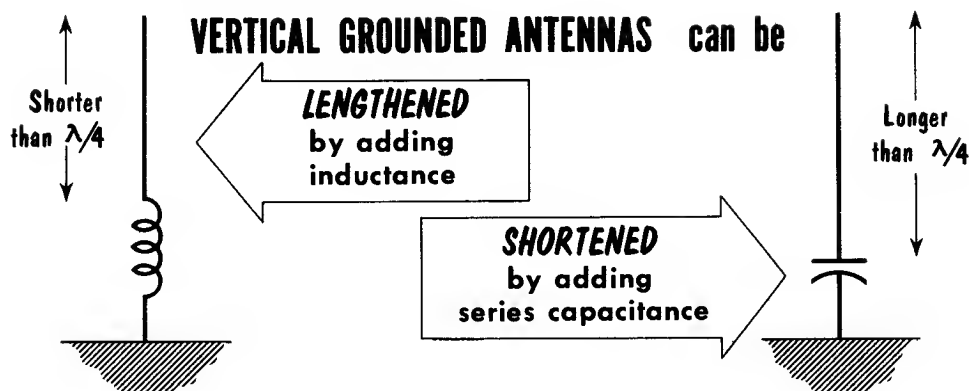 VERTICAL GROUNDED ANTENNAS can be
Shorter
than λ/4
LENGTHENED
by adding
inductance
Longer
than λ/4
SHORTENED
by adding
series capacitance